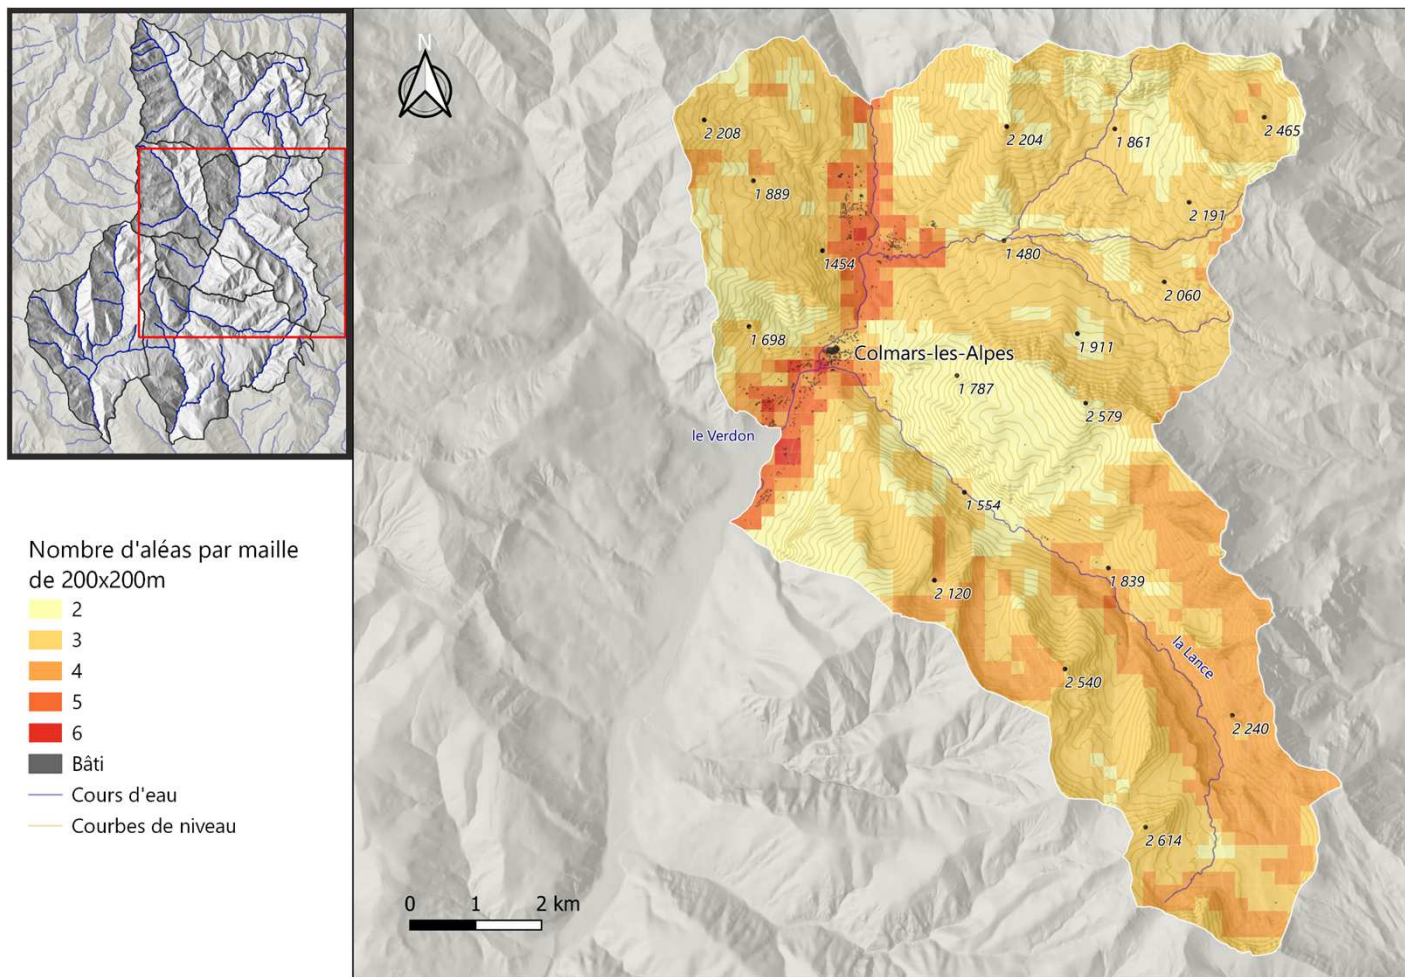 N
2 208
2 204
1 861
2 465
1 889
2 191
1454
1 480
2 060
1 698
1 911
Colmars-les-Alpes
1 787
2 579
le Verdon
1 554
1 839
2 120
la Lance
2 540
2 240
2 614
0 1 2 km
Nombre d'aléas par maille
de 200x200m
2
3
4
5
6
Bâti
Cours d'eau
Courbes de niveau